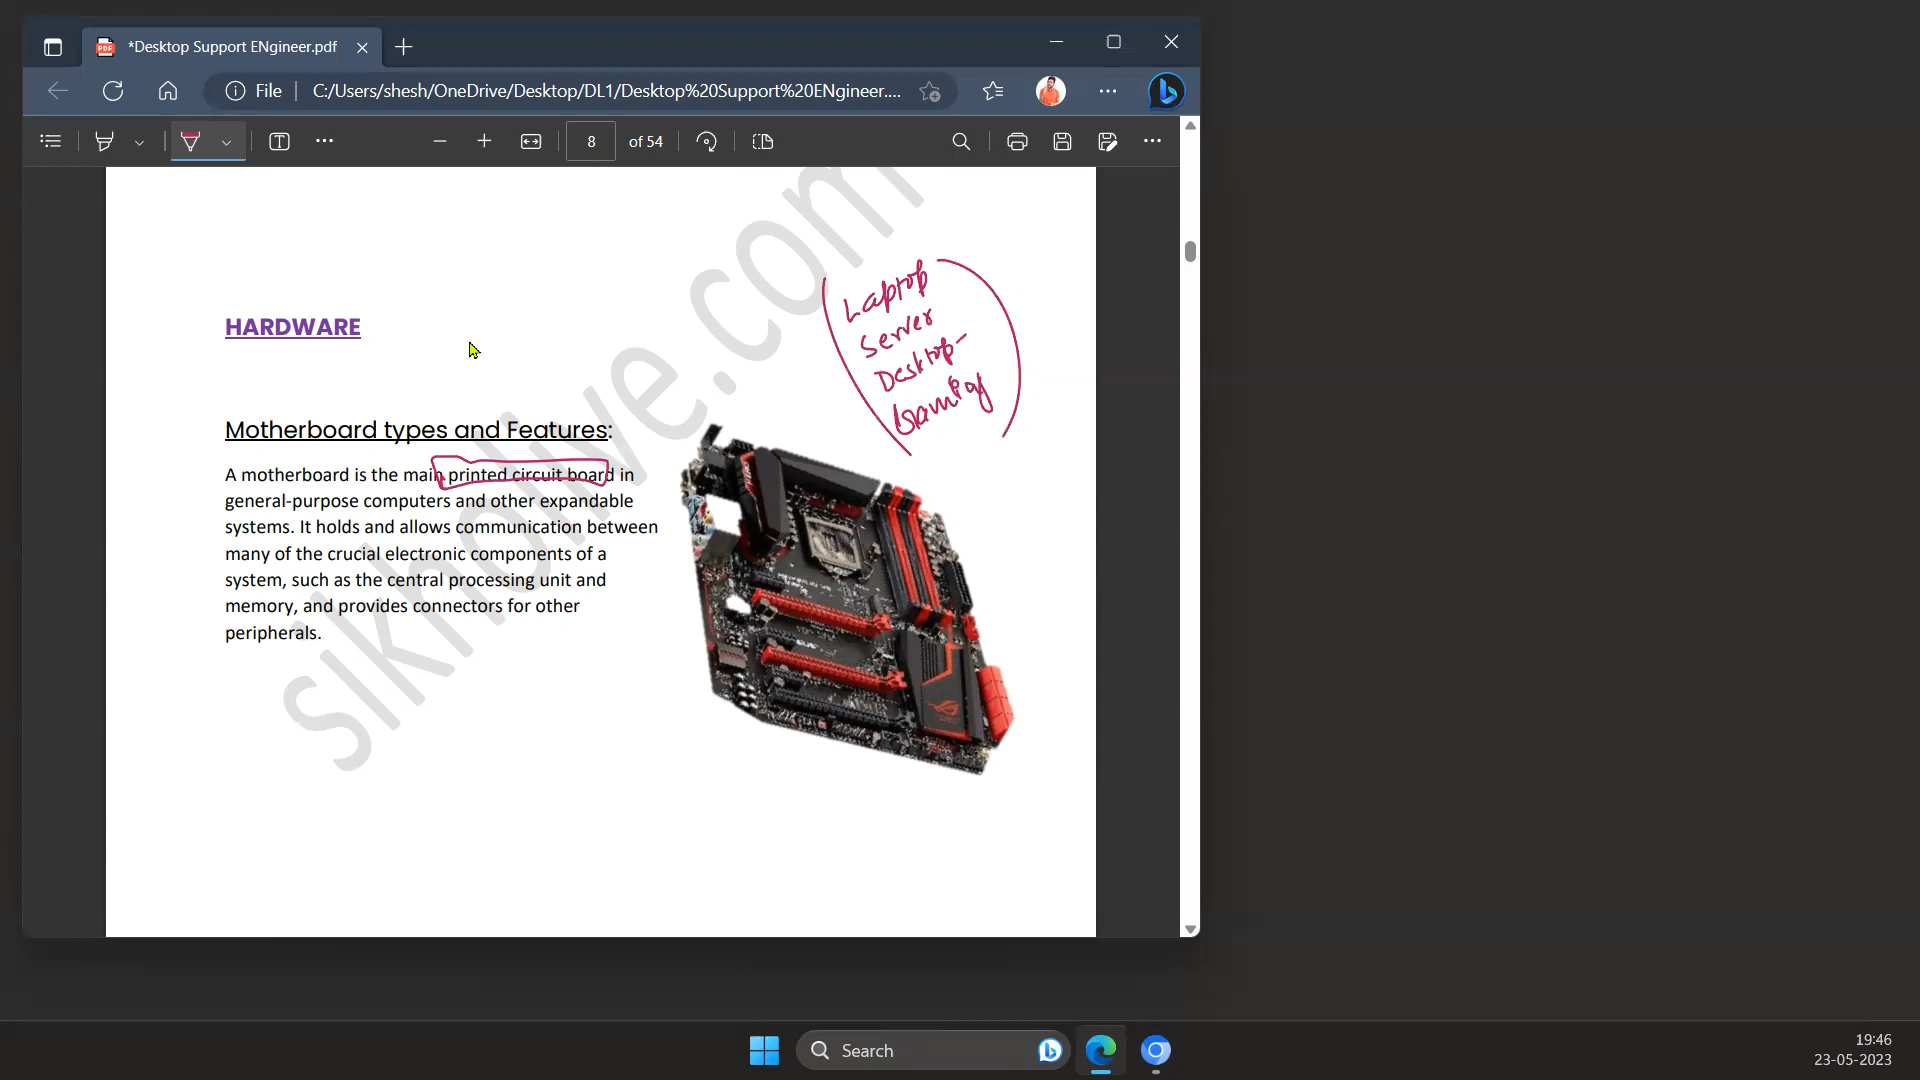 *Desktop Support ENgineer.pdf
File
C:/Users/shesh/OneDrive/Desktop/DL1/Desktop%20Support%20ENgineer....
8 of 54
sikholive.com
HARDWARE
Laptop
Server
Desktop
Gaming
Motherboard types and Features:
A motherboard is the main printed circuit board in
general-purpose computers and other expandable
systems. It holds and allows communication between
many of the crucial electronic components of a
system, such as the central processing unit and
memory, and provides connectors for other
peripherals.
Search
19:46
23-05-2023